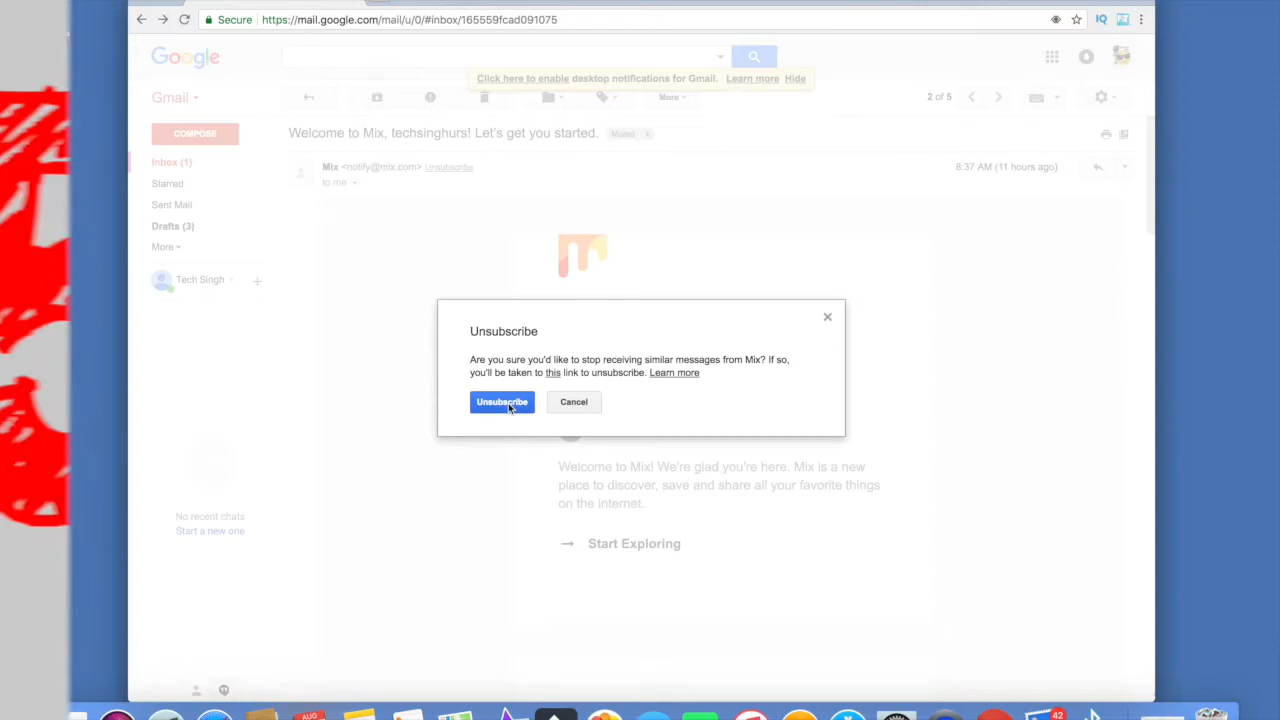 Secure https://mail.google.com/mail/u/0/#inbox/165559fcad091075
IQ
Google
Click here to enable desktop notifications for Gmail. Learn more Hide
Gmail
More
2 of 5
COMPOSE
Welcome to Mix, techsinghurs! Let's get you started. Muted x
Inbox (1)
Mix <notify@mix.com> Unsubscribe
8:37 AM (11 hours ago)
to me
Starred
Sent Mail
Drafts (3)
More
Tech Singh
Unsubscribe
Are you sure you'd like to stop receiving similar messages from Mix? If so,
you'll be taken to this link to unsubscribe. Learn more
Unsubscribe
Cancel
Welcome to Mix! We're glad you're here. Mix is a new
place to discover, save and share all your favorite things
on the internet.
→ Start Exploring
No recent chats
Start a new one
AUG
42